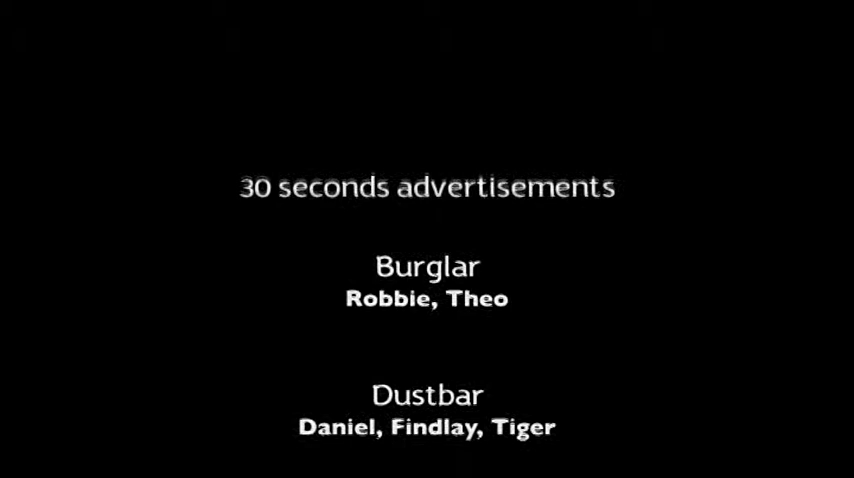 30 seconds advertisements
Burglar
Robbie, Theo
Dustbar
Daniel, Findlay, Tiger